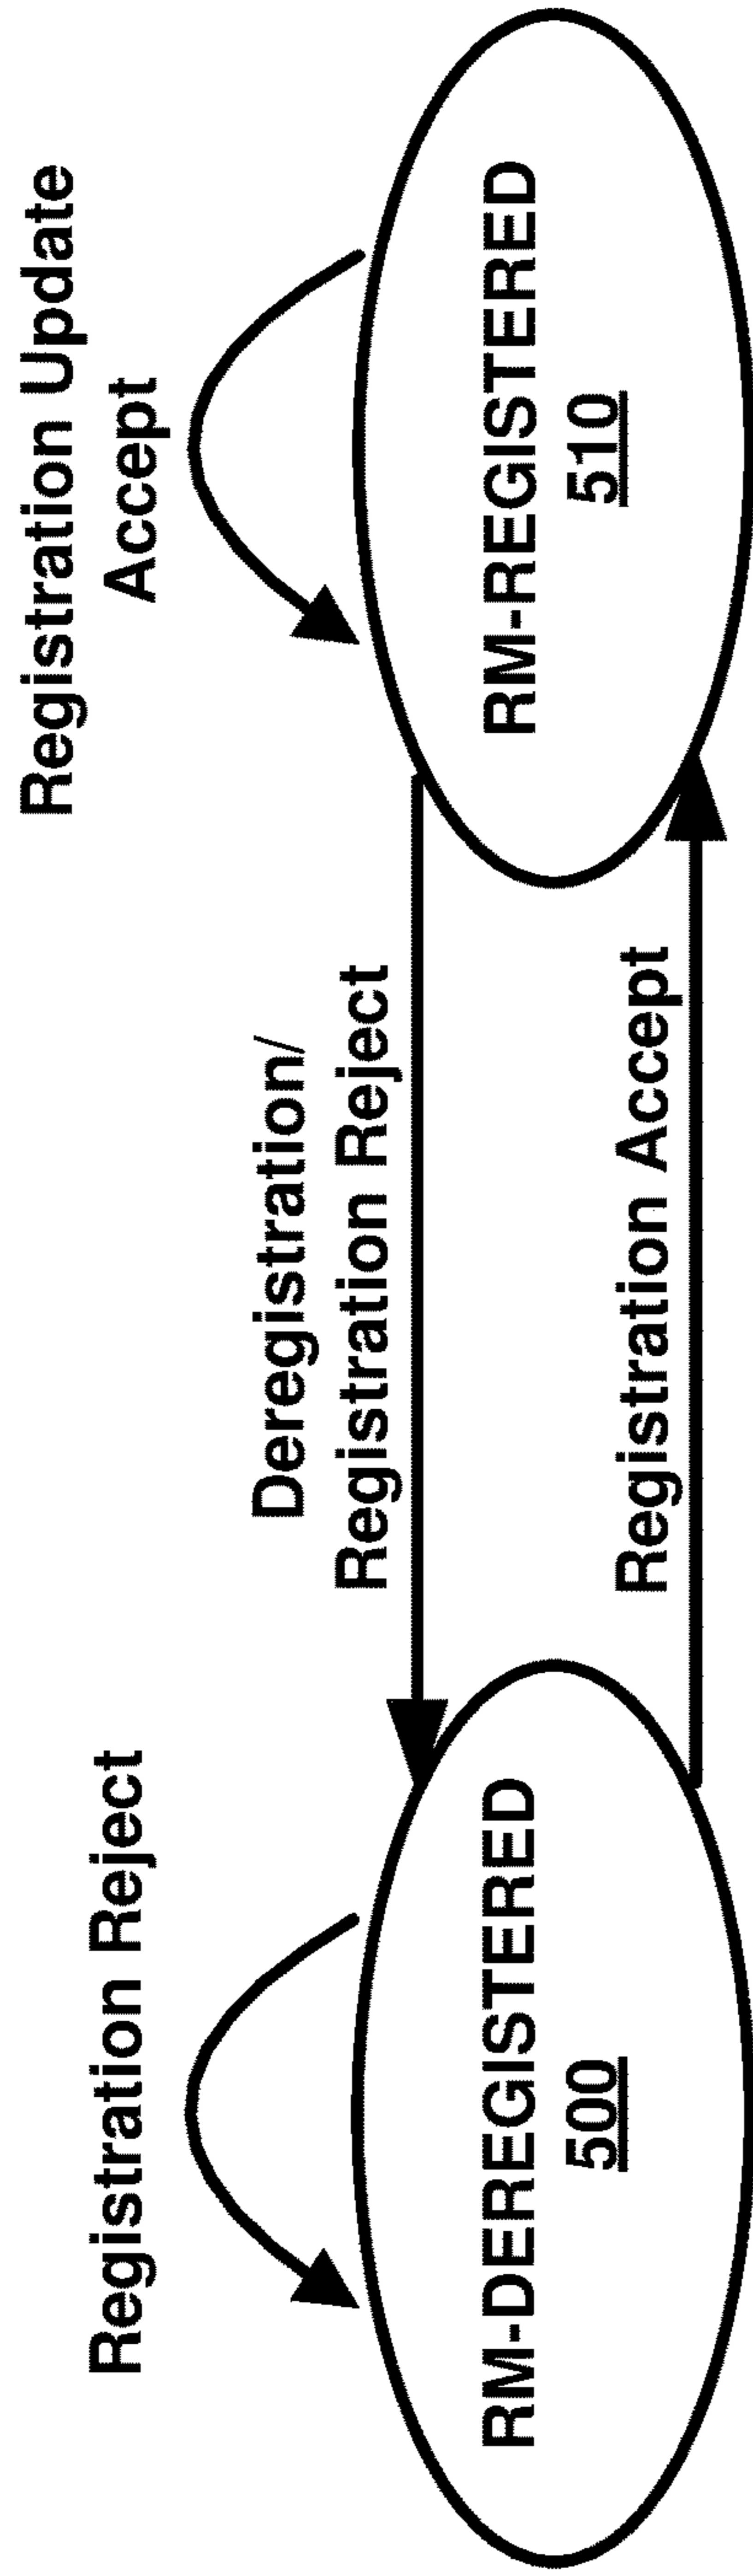 Registration Reject
Registration Update
Accept
Deregistration/
Registration Reject
RM-DEREGISTERED
500
RM-REGISTERED
510
Registration Accept